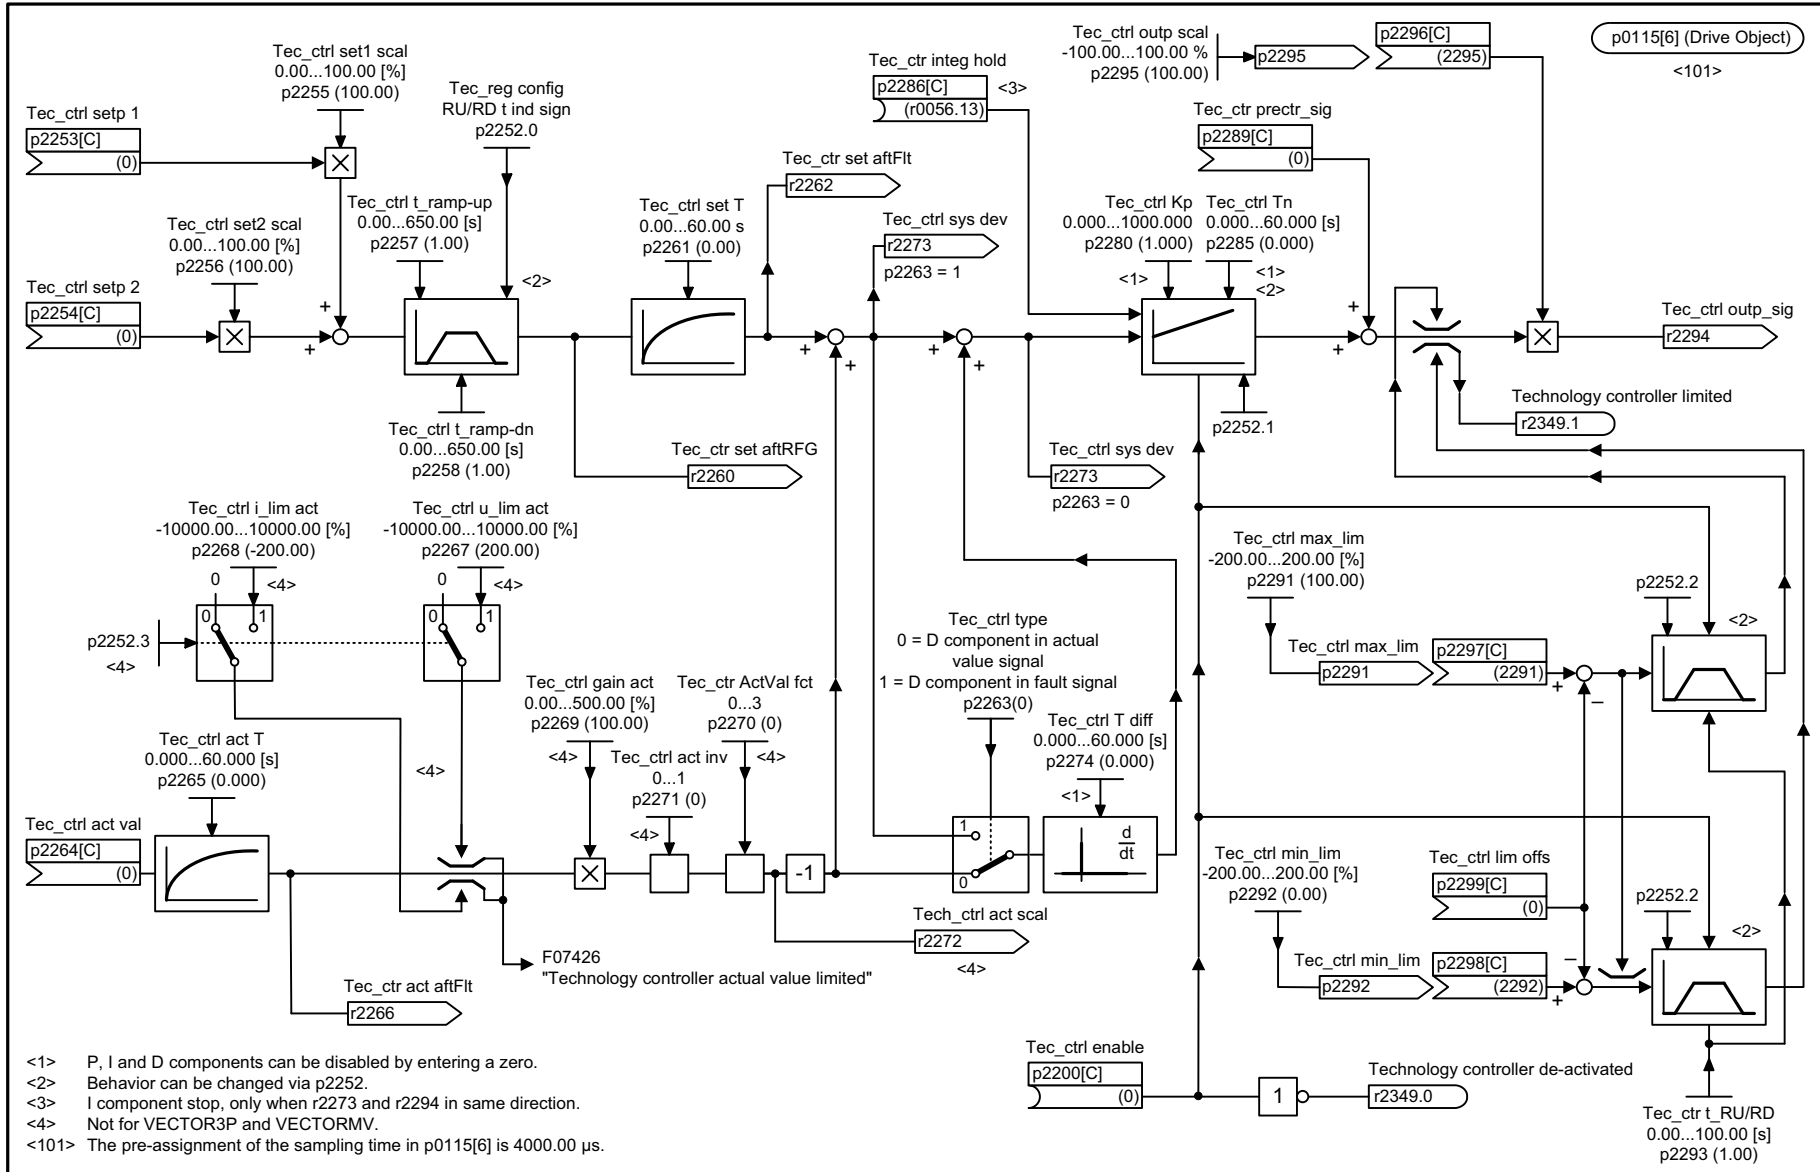 Tec_ctrl set1 scal
0.00...100.00 [%]
p2255 (100.00)
Tec_reg config
RU/RD t ind sign
p2252.0
Tec_ctr integ hold
p2286[C]
<3>
(r0056.13)
Tec_ctrl outp scal
-100.00...100.00 %
p2295 (100.00)
p2295
p2296[C]
(2295)
p0115[6] (Drive Object)
<101>
Tec_ctrl setp 1
p2253[C]
(0)
Tec_ctr prectr_sig
p2289[C]
(0)
Tec_ctr set aftFlt
r2262
Tec_ctrl set2 scal
0.00...100.00 [%]
p2256 (100.00)
Tec_ctrl t_ramp-up
0.00...650.00 [s]
p2257 (1.00)
<2>
Tec_ctrl set T
0.00...60.00 s
p2261 (0.00)
Tec_ctrl sys dev
r2273
p2263 = 1
Tec_ctrl Kp
0.000...1000.000
p2280 (1.000)
<1>
Tec_ctrl Tn
0.000...60.000 [s]
p2285 (0.000)
<1>
<2>
Tec_ctrl setp 2
p2254[C]
(0)
+
+
+
+
+
+
+
+
Tec_ctrl outp_sig
r2294
Technology controller limited
r2349.1
p2252.1
Tec_ctrl t_ramp-dn
0.00...650.00 [s]
p2258 (1.00)
Tec_ctr set aftRFG
r2260
Tec_ctrl sys dev
r2273
p2263 = 0
Tec_ctrl i_lim act
-10000.00...10000.00 [%]
p2268 (-200.00)
0
<4>
0
1
Tec_ctrl u_lim act
-10000.00...10000.00 [%]
p2267 (200.00)
0
<4>
0
1
p2252.3
<4>
Tec_ctrl max_lim
-200.00...200.00 [%]
p2291 (100.00)
p2252.2
<2>
Tec_ctrl max_lim
p2291
p2297[C]
(2291)
+
–
Tec_ctrl type
0 = D component in actual
value signal
1 = D component in fault signal
p2263(0)
Tec_ctrl gain act
0.00...500.00 [%]
p2269 (100.00)
<4>
Tec_ctr ActVal fct
0...3
p2270 (0)
<4>
Tec_ctrl act inv
0...1
p2271 (0)
<4>
Tec_ctrl T diff
0.000...60.000 [s]
p2274 (0.000)
<1>
Tec_ctrl act T
0.000...60.000 [s]
p2265 (0.000)
<4>
Tec_ctrl act val
p2264[C]
(0)
-1
1
0
d
dt
Tec_ctrl min_lim
-200.00...200.00 [%]
p2292 (0.00)
Tec_ctrl lim offs
p2299[C]
(0)
p2252.2
<2>
Tech_ctrl act scal
r2272
<4>
F07426
"Technology controller actual value limited"
Tec_ctrl min_lim
p2292
p2298[C]
(2292)
–
+
Tec_ctr act aftFlt
r2266
Tec_ctrl enable
p2200[C]
(0)
1
Technology controller de-activated
r2349.0
Tec_ctr t_RU/RD
0.00...100.00 [s]
p2293 (1.00)
<1> P, I and D components can be disabled by entering a zero.
<2> Behavior can be changed via p2252.
<3> I component stop, only when r2273 and r2294 in same direction.
<4> Not for VECTOR3P and VECTORMV.
<101> The pre-assignment of the sampling time in p0115[6] is 4000.00 µs.